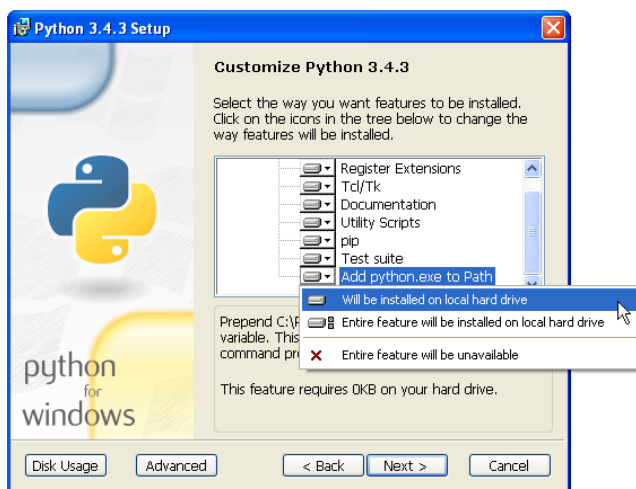 Python 3.4.3 Setup
Customize Python 3.4.3
Select the way you want features to be installed.
Click on the icons in the tree below to change the
way features will be installed.
Register Extensions
Tcl/Tk
Documentation
Utility Scripts
pip
Test suite
Add python.exe to Path
Will be installed on local hard drive
Entire feature will be installed on local hard drive
Entire feature will be unavailable
Prepend C:\
variable. This
command
This feature requires 0KB on your hard drive.
python
for
windows
Disk Usage
Advanced
< Back
Next >
Cancel